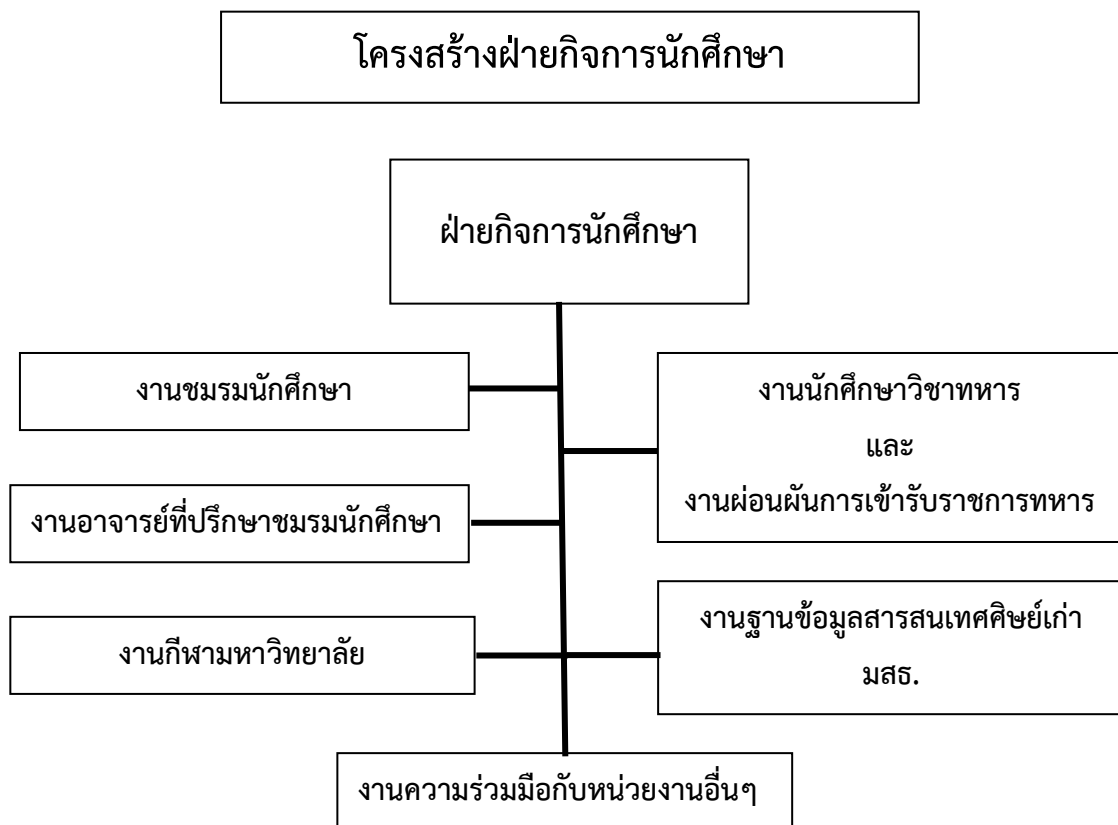 โครงสร้างฝ่ายกิจการนักศึกษา
ฝ่ายกิจการนักศึกษา
งานชมรมนักศึกษา
งานนักศึกษาวิชาทหาร
และ
งานผ่อนผันการเข้ารับราชการทหาร
งานอาจารย์ที่ปรึกษาชมรมนักศึกษา
งานกีฬามหาวิทยาลัย
งานฐานข้อมูลสารสนเทศศิษย์เก่า
มสธ.
งานความร่วมมือกับหน่วยงานอื่นๆ